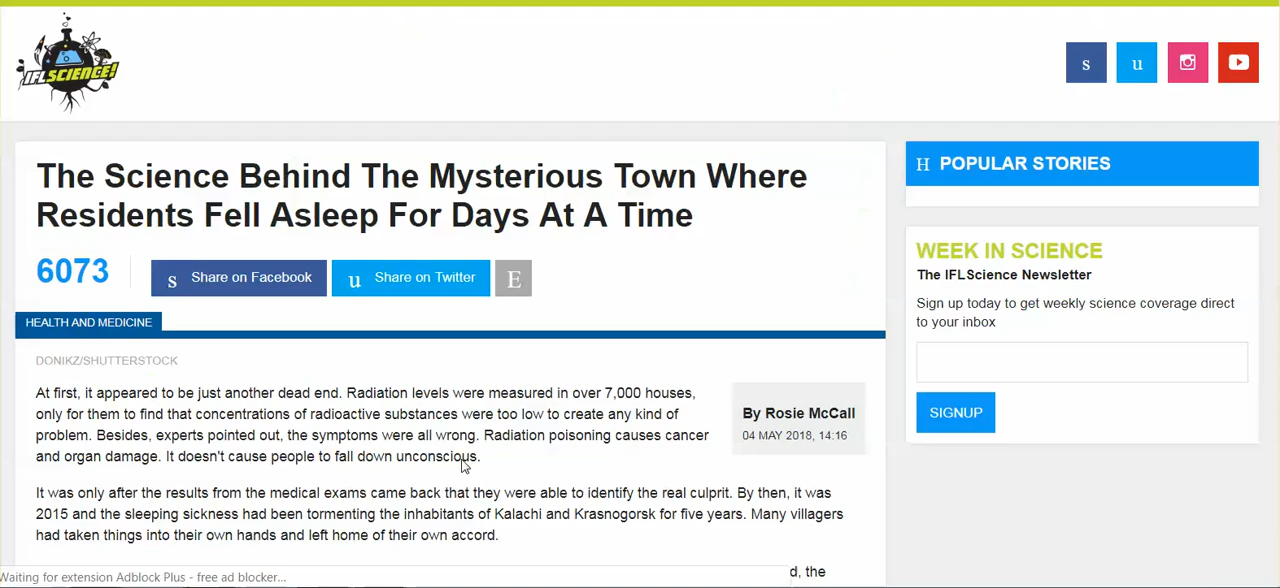 IFLSCIENCE!
s u
The Science Behind The Mysterious Town Where
Residents Fell Asleep For Days At A Time
6073
s Share on Facebook
u Share on Twitter
E
HEALTH AND MEDICINE
DONIKZ/SHUTTERSTOCK
At first, it appeared to be just another dead end. Radiation levels were measured in over 7,000 houses,
only for them to find that concentrations of radioactive substances were too low to create any kind of
problem. Besides, experts pointed out, the symptoms were all wrong. Radiation poisoning causes cancer
and organ damage. It doesn't cause people to fall down unconscious.
By Rosie McCall
04 MAY 2018, 14:16
It was only after the results from the medical exams came back that they were able to identify the real culprit. By then, it was
2015 and the sleeping sickness had been tormenting the inhabitants of Kalachi and Krasnogorsk for five years. Many villagers
had taken things into their own hands and left home of their own accord.
d, the
Waiting for extension Adblock Plus - free ad blocker...
H POPULAR STORIES
WEEK IN SCIENCE
The IFLScience Newsletter
Sign up today to get weekly science coverage direct
to your inbox
SIGNUP